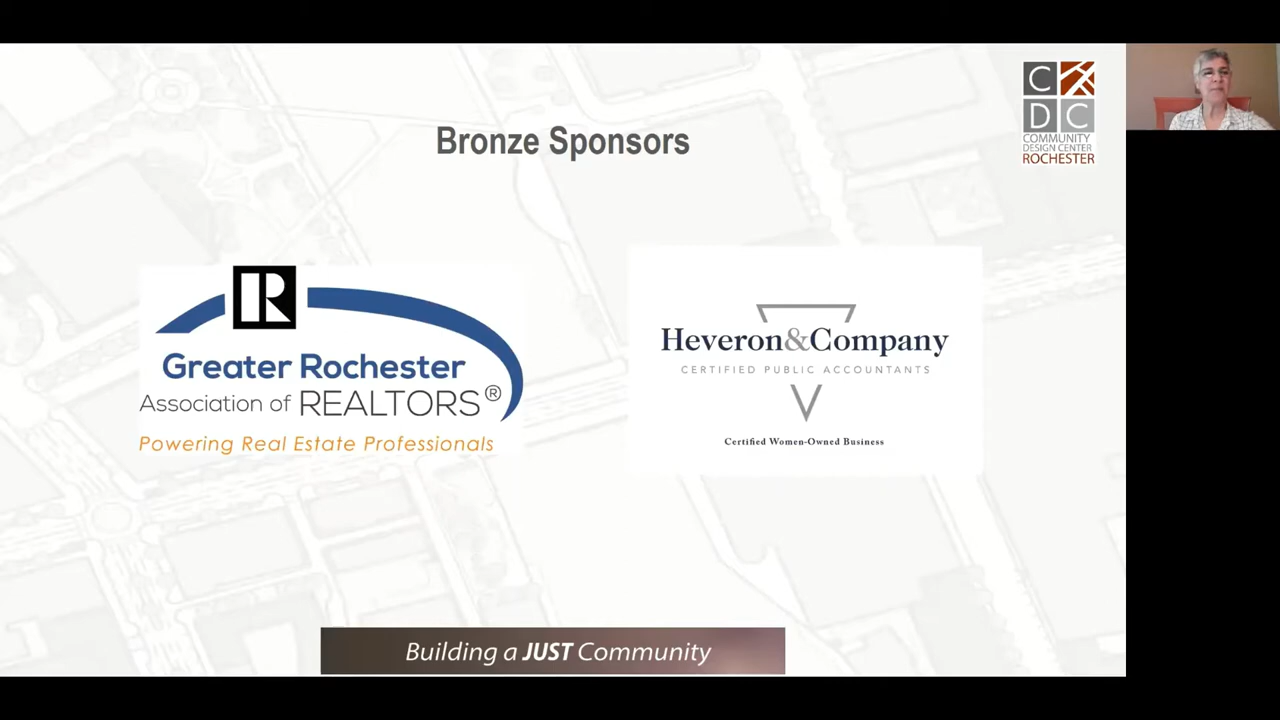 Bronze Sponsors
C
DC
COMMUNITY
DESIGN CENTER
ROCHESTER
R
Greater Rochester
Association of REALTORS®
Powering Real Estate Professionals
Heveron&Company
CERTIFIED PUBLIC ACCOUNTANTS
Certified Women-Owned Business
Building a JUST Community